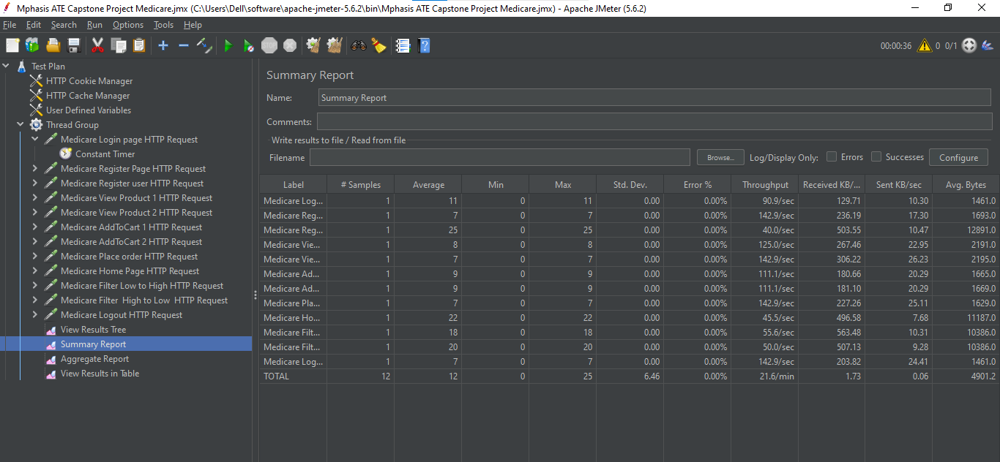 Mphasis ATE Capstone Project Medicare.jmx (C:\Users\Dell\software\apache-jmeter-5.6.2\bin\Mphasis ATE Capstone Project Medicare.jmx) - Apache JMeter (5.6.2)
File Edit Search Run Options Tools Help
STOP 00:00:36 0 0/1
Test Plan
HTTP Cookie Manager
HTTP Cache Manager
User Defined Variables
Thread Group
Medicare Login page HTTP Request
Constant Timer
Medicare Register Page HTTP Request
Medicare Register user HTTP Request
Medicare View Product 1 HTTP Request
Medicare View Product 2 HTTP Request
Medicare AddToCart 1 HTTP Request
Medicare AddToCart 2 HTTP Request
Medicare Place order HTTP Request
Medicare Home Page HTTP Request
Medicare Filter Low to High HTTP Request
Medicare Filter  High to Low  HTTP Request
Medicare Logout HTTP Request
View Results Tree
Summary Report
Aggregate Report
View Results in Table
Summary Report
Name: Summary Report
Comments:
Write results to file / Read from file
Filename Browse... Log/Display Only: Errors Successes Configure
Label # Samples Average Min Max Std. Dev. Error % Throughput Received KB/... Sent KB/sec Avg. Bytes
Medicare Log... 1 11 0 11 0.00 0.00% 90.9/sec 129.71 10.30 1461.0
Medicare Reg... 1 7 0 7 0.00 0.00% 142.9/sec 236.19 17.30 1693.0
Medicare Reg... 1 25 0 25 0.00 0.00% 40.0/sec 503.55 10.47 12891.0
Medicare Vie... 1 8 0 8 0.00 0.00% 125.0/sec 267.46 22.95 2191.0
Medicare Vie... 1 7 0 7 0.00 0.00% 142.9/sec 306.22 26.23 2195.0
Medicare Ad... 1 9 0 9 0.00 0.00% 111.1/sec 180.66 20.29 1665.0
Medicare Ad... 1 9 0 9 0.00 0.00% 111.1/sec 181.10 20.29 1669.0
Medicare Pla... 1 7 0 7 0.00 0.00% 142.9/sec 227.26 25.11 1629.0
Medicare Ho... 1 22 0 22 0.00 0.00% 45.5/sec 496.58 7.68 11187.0
Medicare Filt... 1 18 0 18 0.00 0.00% 55.6/sec 563.48 10.31 10386.0
Medicare Filt... 1 20 0 20 0.00 0.00% 50.0/sec 507.13 9.28 10386.0
Medicare Log... 1 7 0 7 0.00 0.00% 142.9/sec 203.82 24.41 1461.0
TOTAL 12 12 0 25 6.46 0.00% 21.6/min 1.73 0.06 4901.2